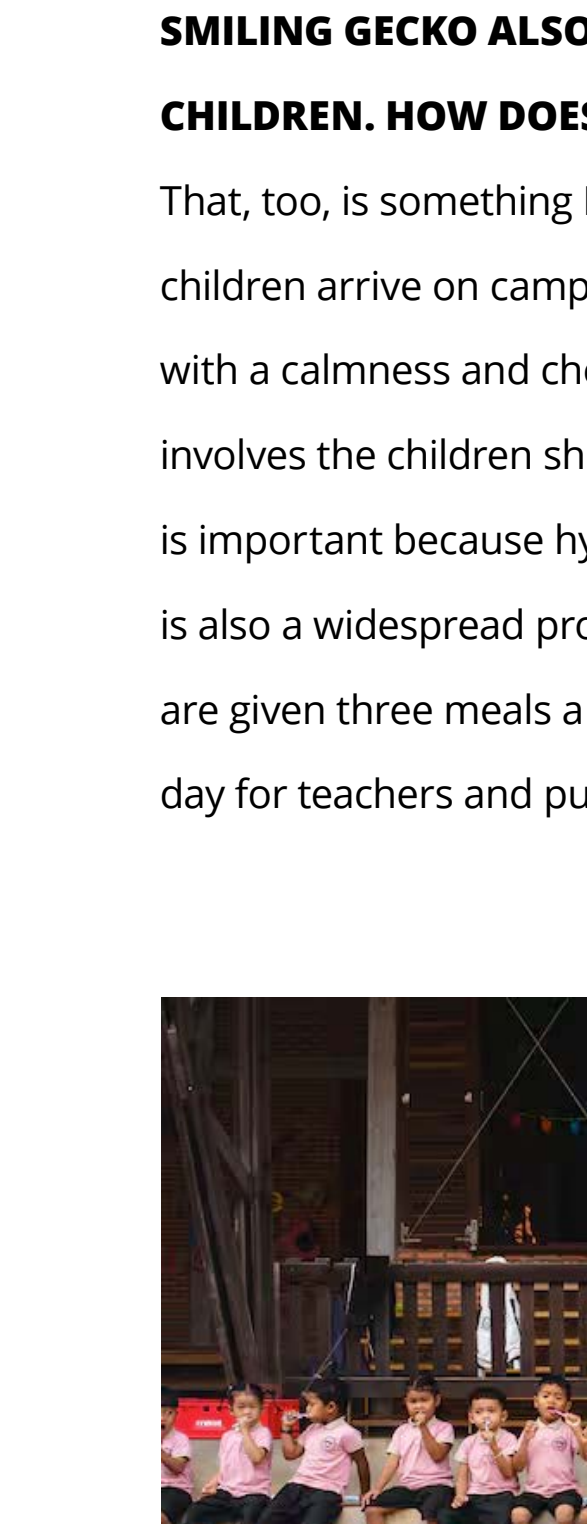 SMILING GECKO ALSO
CHILDREN. HOW DOES
That, too, is something
children arrive on camp
with a calmness and che
involves the children sh
is important because hy
is also a widespread pro
are given three meals a
day for teachers and pu